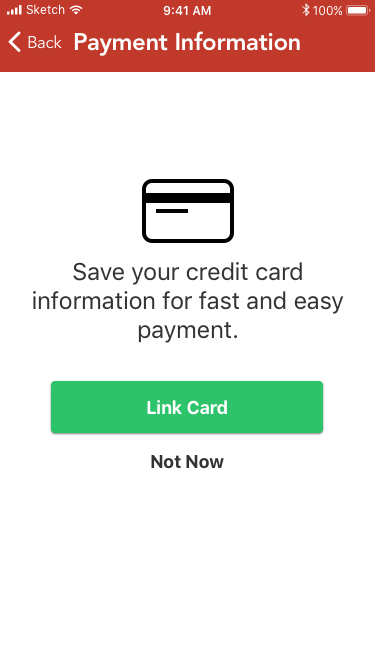 Sketch 9:41 AM 100%
Back Payment Information
Save your credit card
information for fast and easy
payment.
Link Card
Not Now